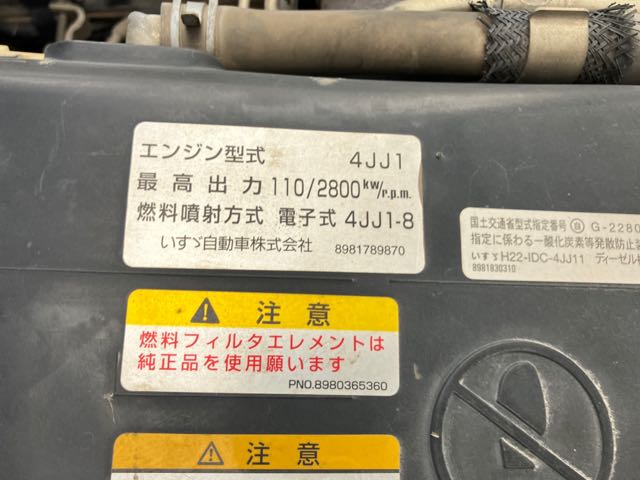 エンジン型式 4JJ1
最高出力 110/2800kW/r.p.m.
燃料噴射方式 電子式 4JJ1-8
いすゞ自動車株式会社 8981789870
国土交通省型式指定番号 自 G-2280
指定に係わる一酸化炭素等発散防止装
いすゞH22-IDC-4JJ11 ディーゼル
8981830310
注意
燃料フィルタエレメントは
純正品を使用願います
PNO.8980365360
注意